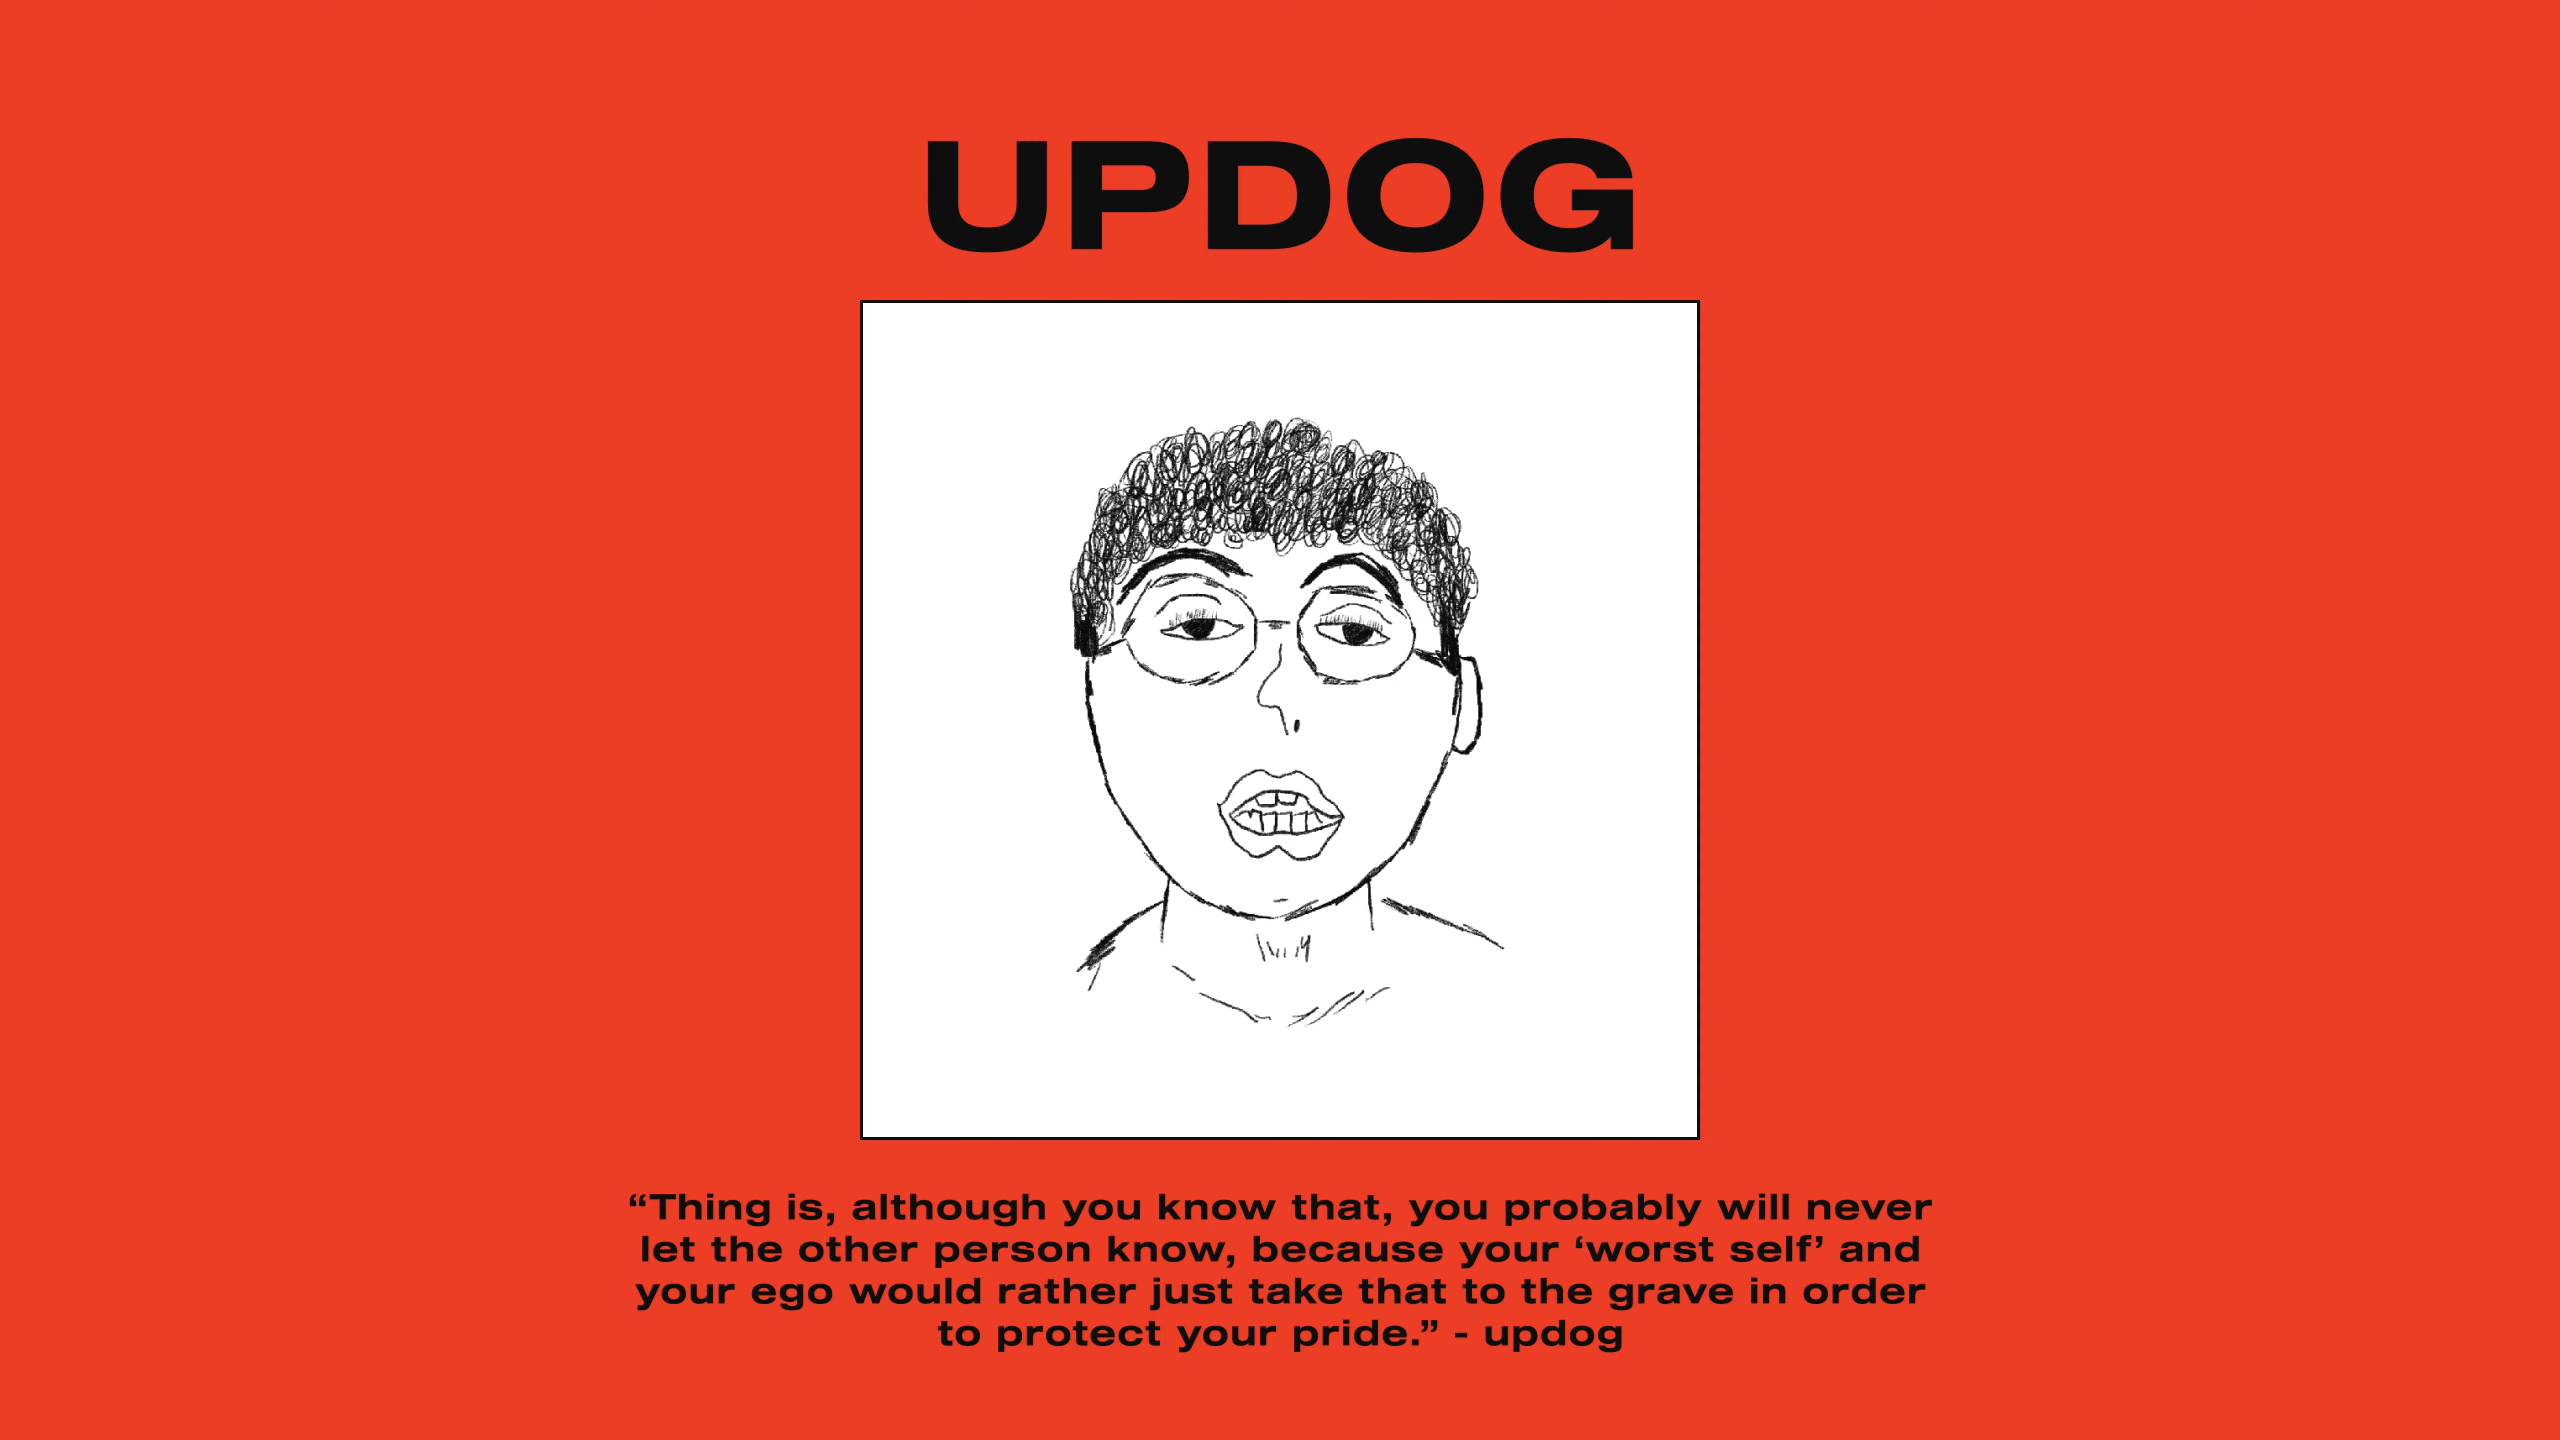 UPDOG
“Thing is, although you know that, you probably will never
let the other person know, because your ‘worst self’ and
your ego would rather just take that to the grave in order
to protect your pride.” - updog